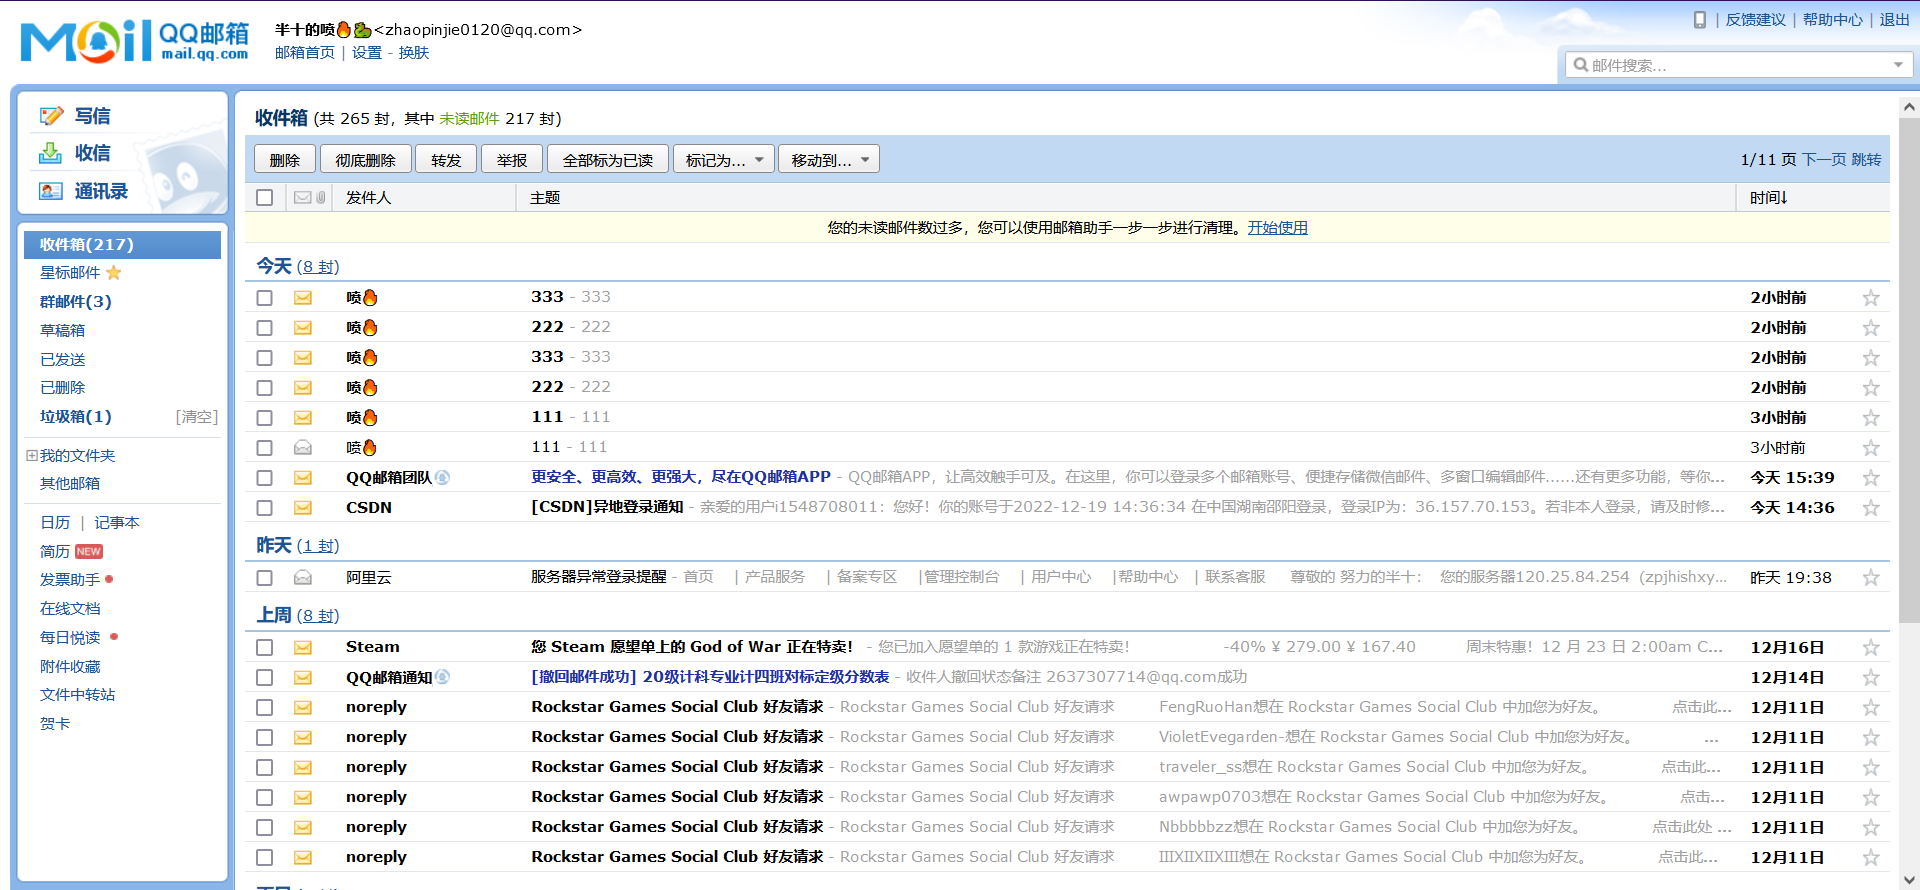 Mail QQ邮箱 mail.qq.com
半十的喷🔥🐲<zhaopinjie0120@qq.com>
邮箱首页 | 设置 - 换肤
| 反馈建议 | 帮助中心 | 退出
邮件搜索...
写信
收信
通讯录
收件箱(217)
星标邮件
群邮件(3)
草稿箱
已发送
已删除
垃圾箱(1) [清空]
我的文件夹
其他邮箱
日历 | 记事本
简历 NEW
发票助手
在线文档
每日悦读
附件收藏
文件中转站
贺卡
收件箱 (共 265 封，其中 未读邮件 217 封)
删除 彻底删除 转发 举报 全部标为已读 标记为... 移动到... 1/11 页 下一页 跳转
发件人 主题 时间↓
您的未读邮件数过多，您可以使用邮箱助手一步一步进行清理。开始使用
今天 (8 封)
喷🔥 333 - 333 2小时前
喷🔥 222 - 222 2小时前
喷🔥 333 - 333 2小时前
喷🔥 222 - 222 2小时前
喷🔥 111 - 111 3小时前
喷🔥 111 - 111 3小时前
QQ邮箱团队 更安全、更高效、更强大，尽在QQ邮箱APP - QQ邮箱APP，让高效触手可及。在这里，你可以登录多个邮箱账号、便捷存储微信邮件、多窗口编辑邮件......还有更多功能，等你... 今天 15:39
CSDN [CSDN]异地登录通知 - 亲爱的用户i1548708011：您好！你的账号于2022-12-19 14:36:34 在中国湖南邵阳登录，登录IP为：36.157.70.153。若非本人登录，请及时修... 今天 14:36
昨天 (1 封)
阿里云 服务器异常登录提醒 - 首页 | 产品服务 | 备案专区 |管理控制台 | 用户中心 |帮助中心 | 联系客服 尊敬的 努力的半十： 您的服务器120.25.84.254（zpjhishxy... 昨天 19:38
上周 (8 封)
Steam 您 Steam 愿望单上的 God of War 正在特卖！ - 您已加入愿望单的 1 款游戏正在特卖！ -40% ¥ 279.00 ¥ 167.40 周末特惠！12 月 23 日 2:00am C... 12月16日
QQ邮箱通知 [撤回邮件成功] 20级计科专业计四班对标定级分数表 - 收件人撤回状态备注 2637307714@qq.com成功 12月14日
noreply Rockstar Games Social Club 好友请求 - Rockstar Games Social Club 好友请求 FengRuoHan想在 Rockstar Games Social Club 中加您为好友。 点击此... 12月11日
noreply Rockstar Games Social Club 好友请求 - Rockstar Games Social Club 好友请求 VioletEvegarden-想在 Rockstar Games Social Club 中加您为好友。 ... 12月11日
noreply Rockstar Games Social Club 好友请求 - Rockstar Games Social Club 好友请求 traveler_ss想在 Rockstar Games Social Club 中加您为好友。 点击此... 12月11日
noreply Rockstar Games Social Club 好友请求 - Rockstar Games Social Club 好友请求 awpawp0703想在 Rockstar Games Social Club 中加您为好友。 点击... 12月11日
noreply Rockstar Games Social Club 好友请求 - Rockstar Games Social Club 好友请求 Nbbbbbzz想在 Rockstar Games Social Club 中加您为好友。 点击此处 ... 12月11日
noreply Rockstar Games Social Club 好友请求 - Rockstar Games Social Club 好友请求 IIIXIIXIIXIII想在 Rockstar Games Social Club 中加您为好友。 点击此... 12月11日